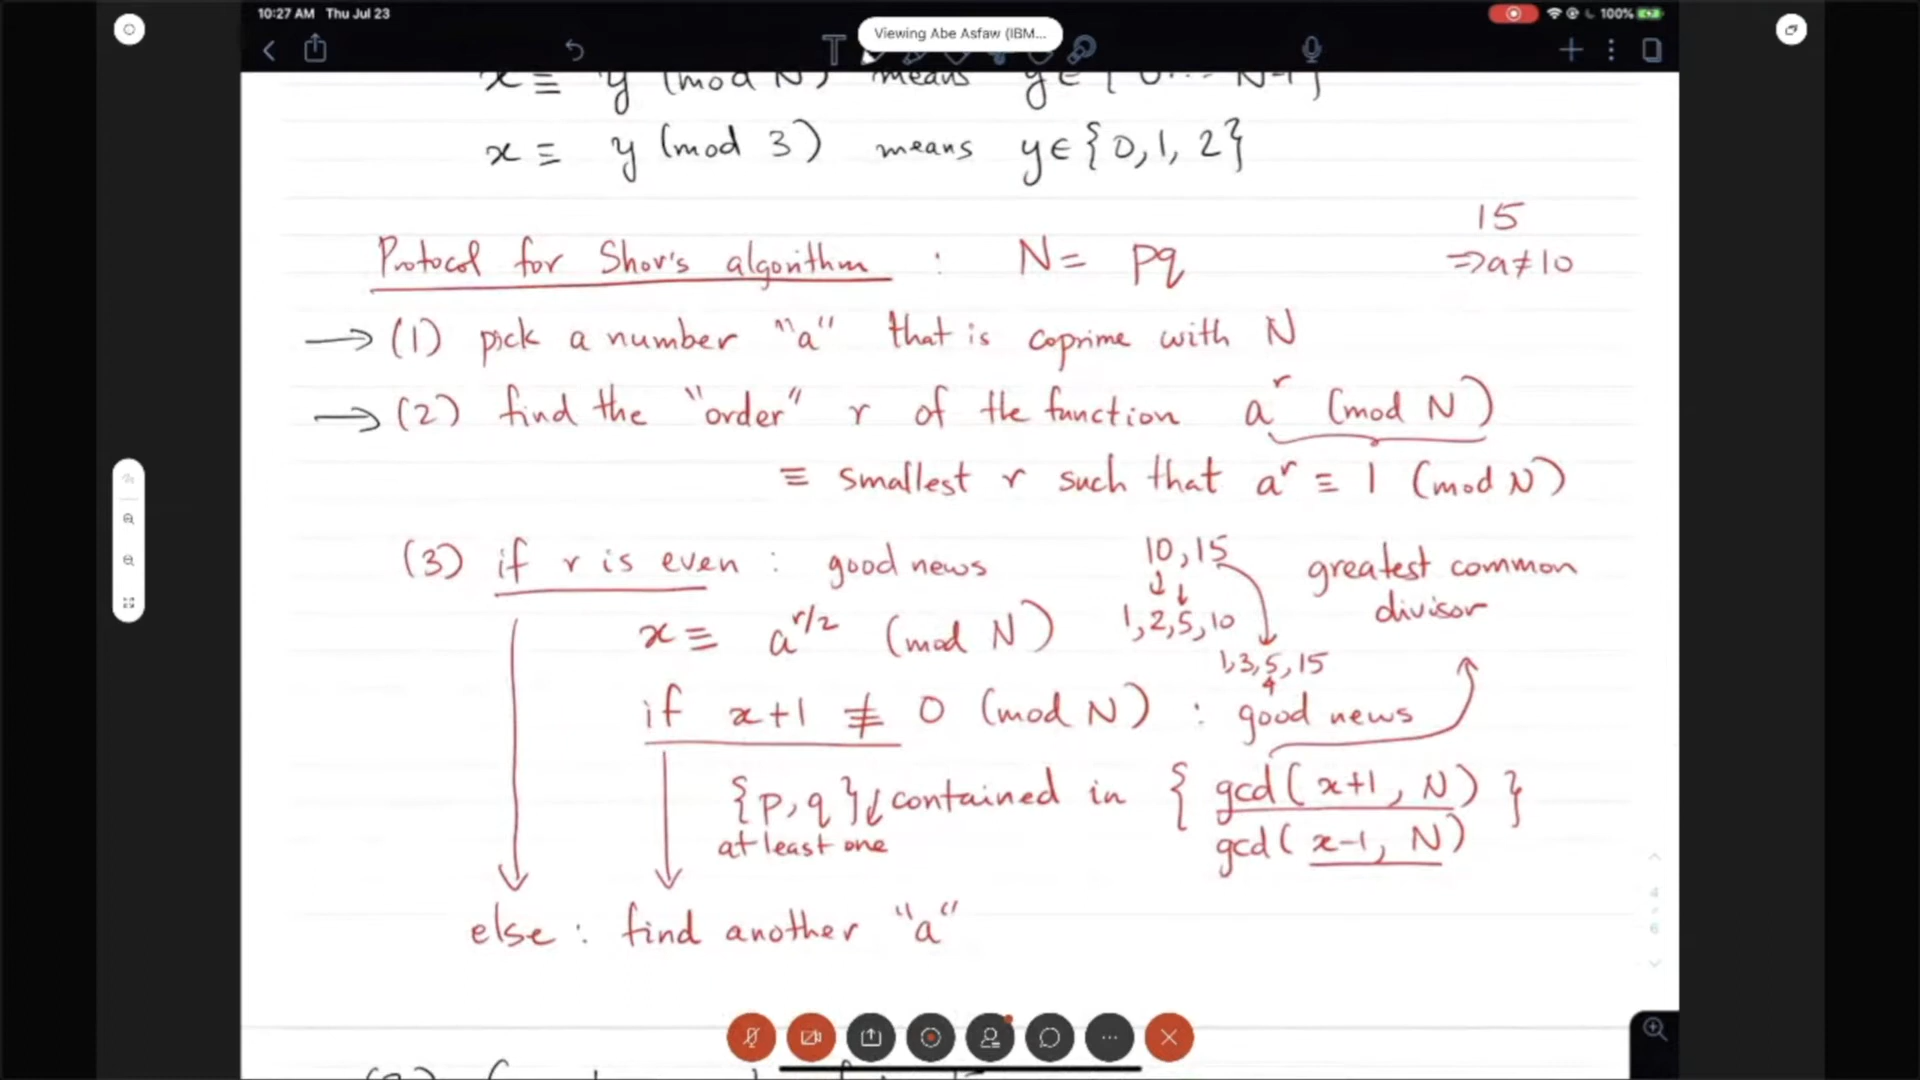 10:27 AM Thu Jul 23
100%
Viewing Abe Asfaw (IBM...
x ≡ y (mod N) means y ∈ { 0... N-1}
x ≡ y (mod 3) means y ∈ {0, 1, 2}
15
⇒ a ≠ 10
Protocol for Shor's algorithm : N = pq
→ (1) pick a number "a" that is coprime with N
→ (2) find the "order" r of the function a^r (mod N)
≡ smallest r such that a^r ≡ 1 (mod N)
(3) if r is even : good news
10, 15
1, 2, 5, 10
1, 3, 5, 15
greatest common
divisor
x ≡ a^{r/2} (mod N)
if x+1 ≢ 0 (mod N) : good news
{p, q} ↓ contained in { gcd(x+1, N) }
at least one
gcd(x-1, N)
else : find another "a"